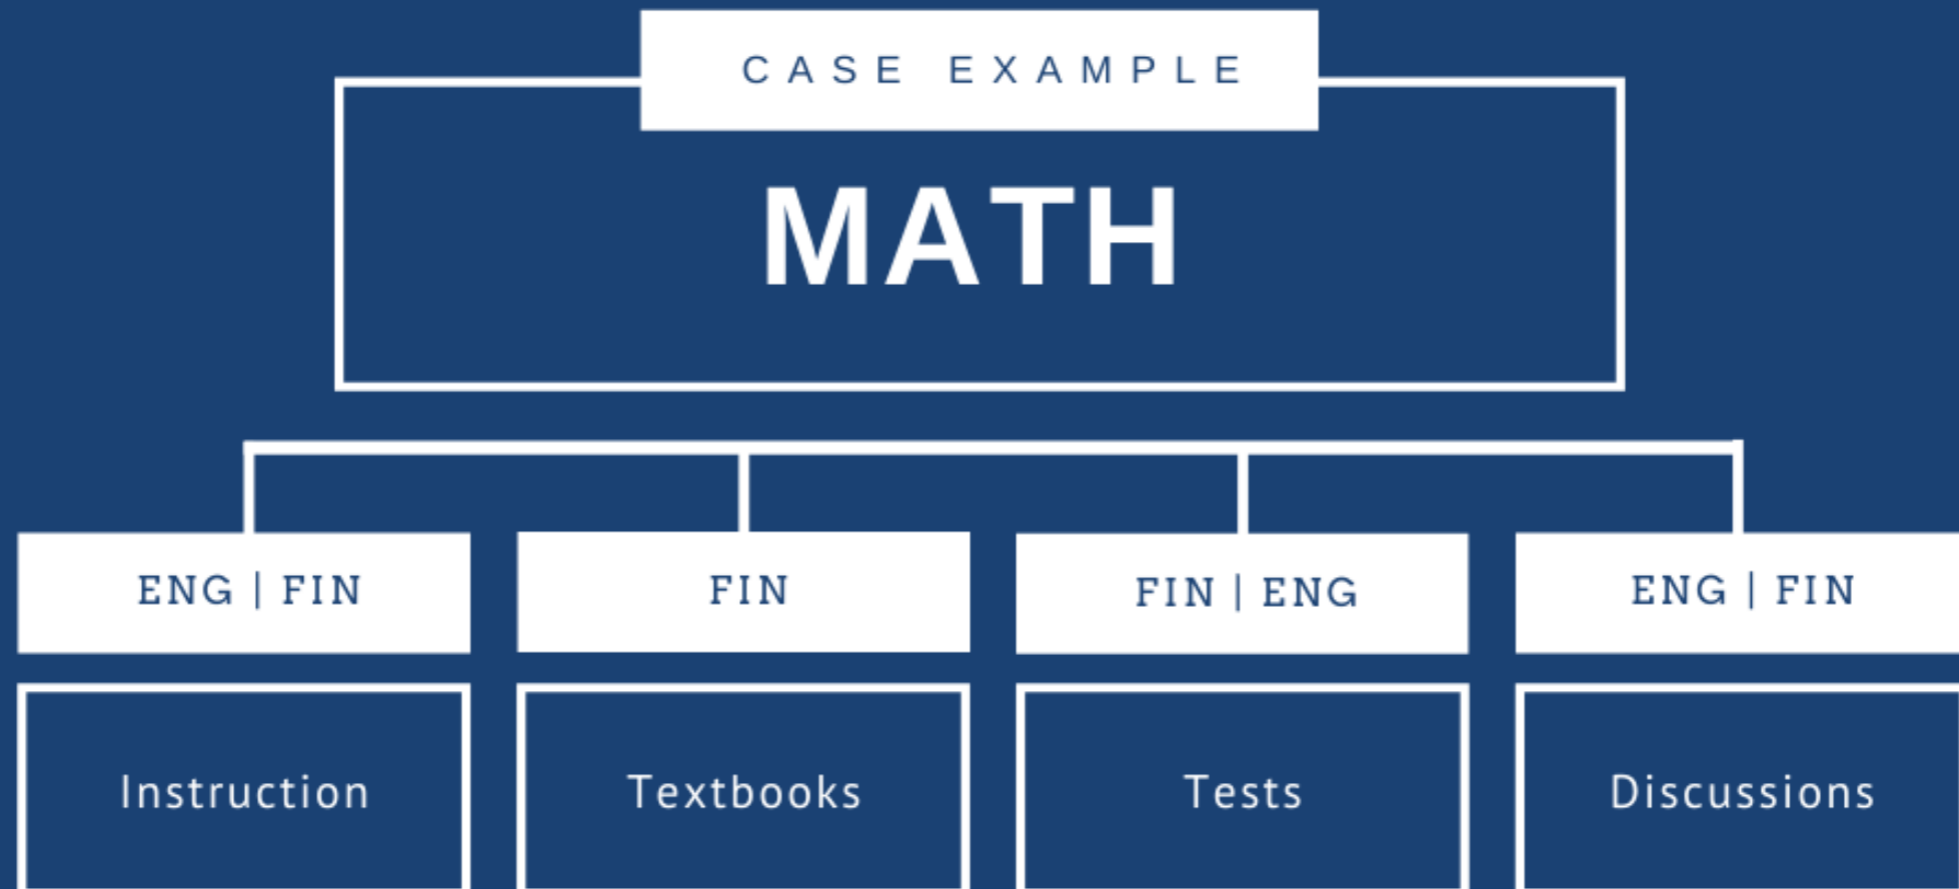 CASE EXAMPLE
MATH
ENG | FIN
FIN
FIN | ENG
ENG | FIN
Instruction
Textbooks
Tests
Discussions